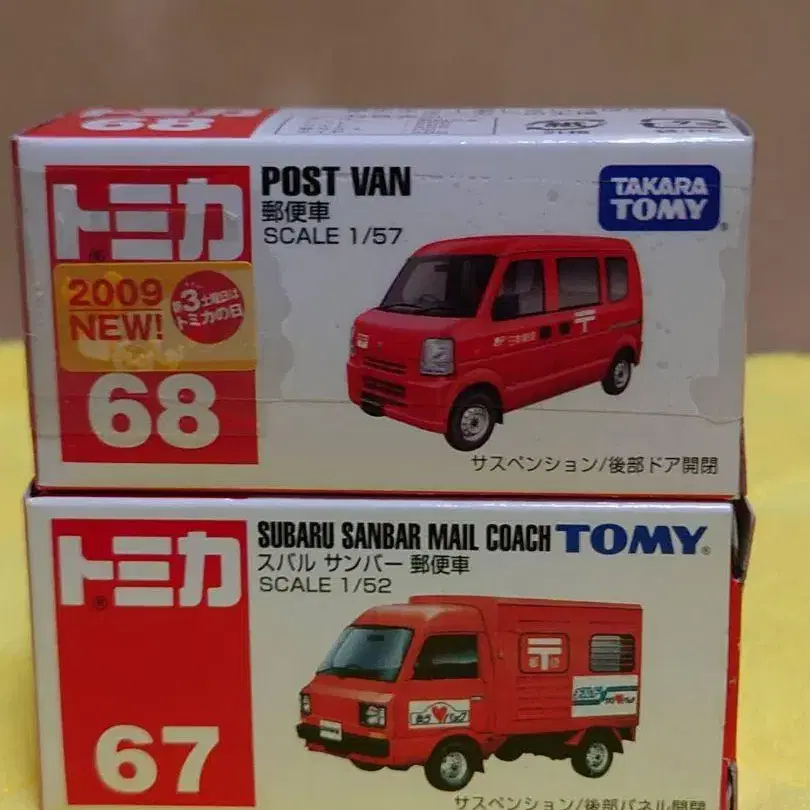 68
トミカ
POST VAN
郵便車
SCALE 1/57
TAKARA
TOMY
2009
NEW!
第3土曜日は
トミカの日
68
サスペンション/後部ドア開閉
トミカ
SUBARU SANBAR MAIL COACH TOMY
スバル サンバー 郵便車
SCALE 1/52
67
サスペンション/後部パネル開閉